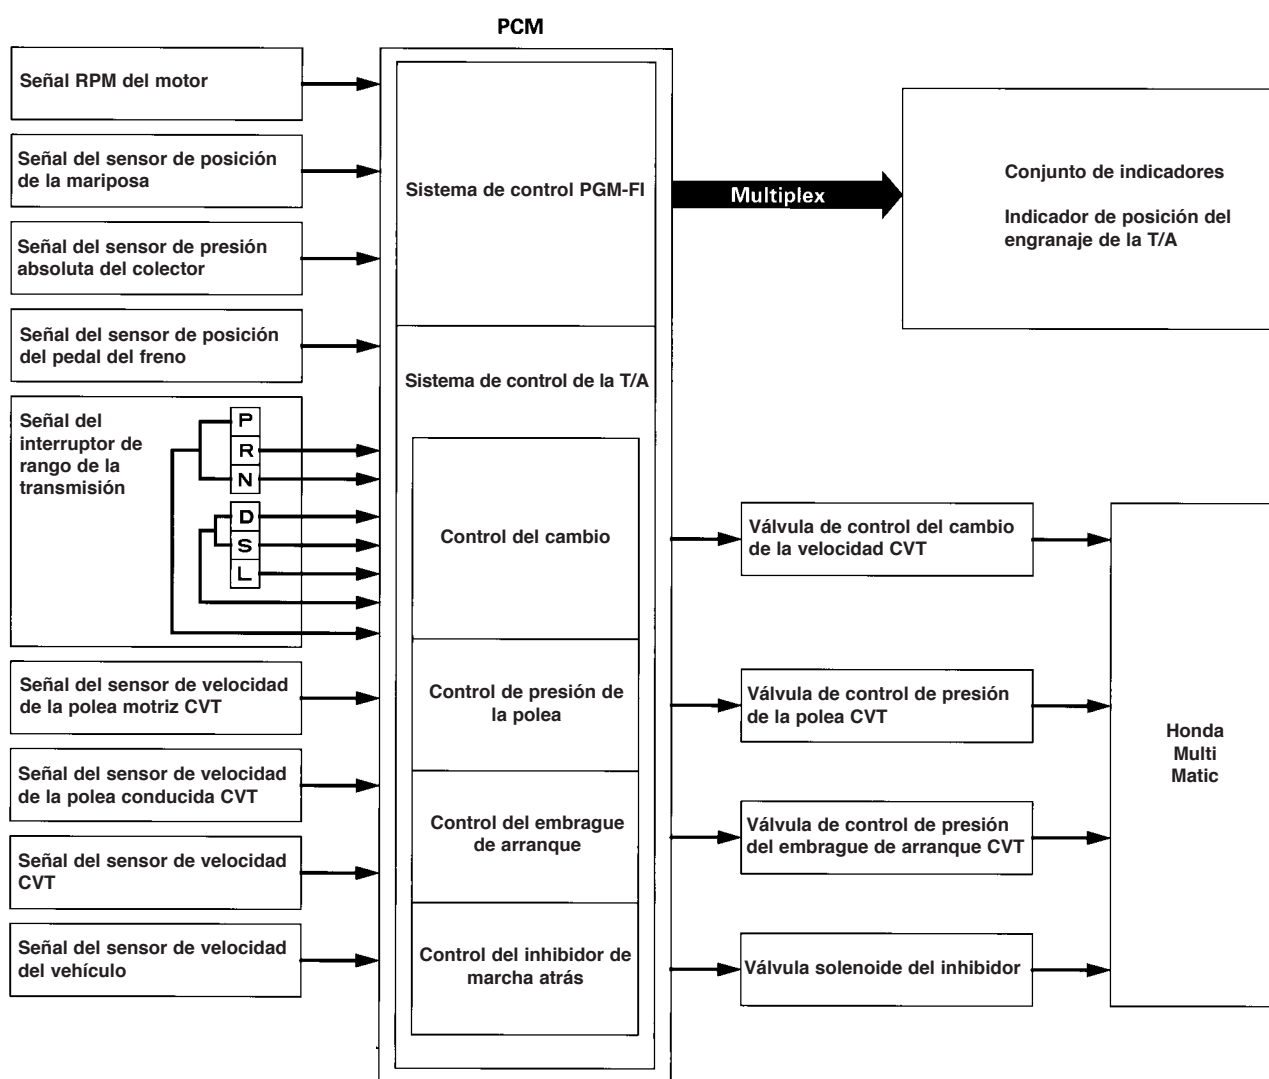 PCM
Señal RPM del motor
Señal del sensor de posición
de la mariposa
Señal del sensor de presión
absoluta del colector
Señal del sensor de posición
del pedal del freno
Señal del
interruptor de
rango de la
transmisión
P
R
N
D
S
L
Señal del sensor de velocidad
de la polea motriz CVT
Señal del sensor de velocidad
de la polea conducida CVT
Señal del sensor de velocidad
CVT
Señal del sensor de velocidad
del vehículo
Sistema de control PGM-FI
Sistema de control de la T/A
Control del cambio
Control de presión de
la polea
Control del embrague
de arranque
Control del inhibidor de
marcha atrás
Multiplex
Conjunto de indicadores
Indicador de posición del
engranaje de la T/A
Válvula de control del cambio
de la velocidad CVT
Válvula de control de presión
de la polea CVT
Válvula de control de presión
del embrague de arranque CVT
Válvula solenoide del inhibidor
Honda
Multi
Matic